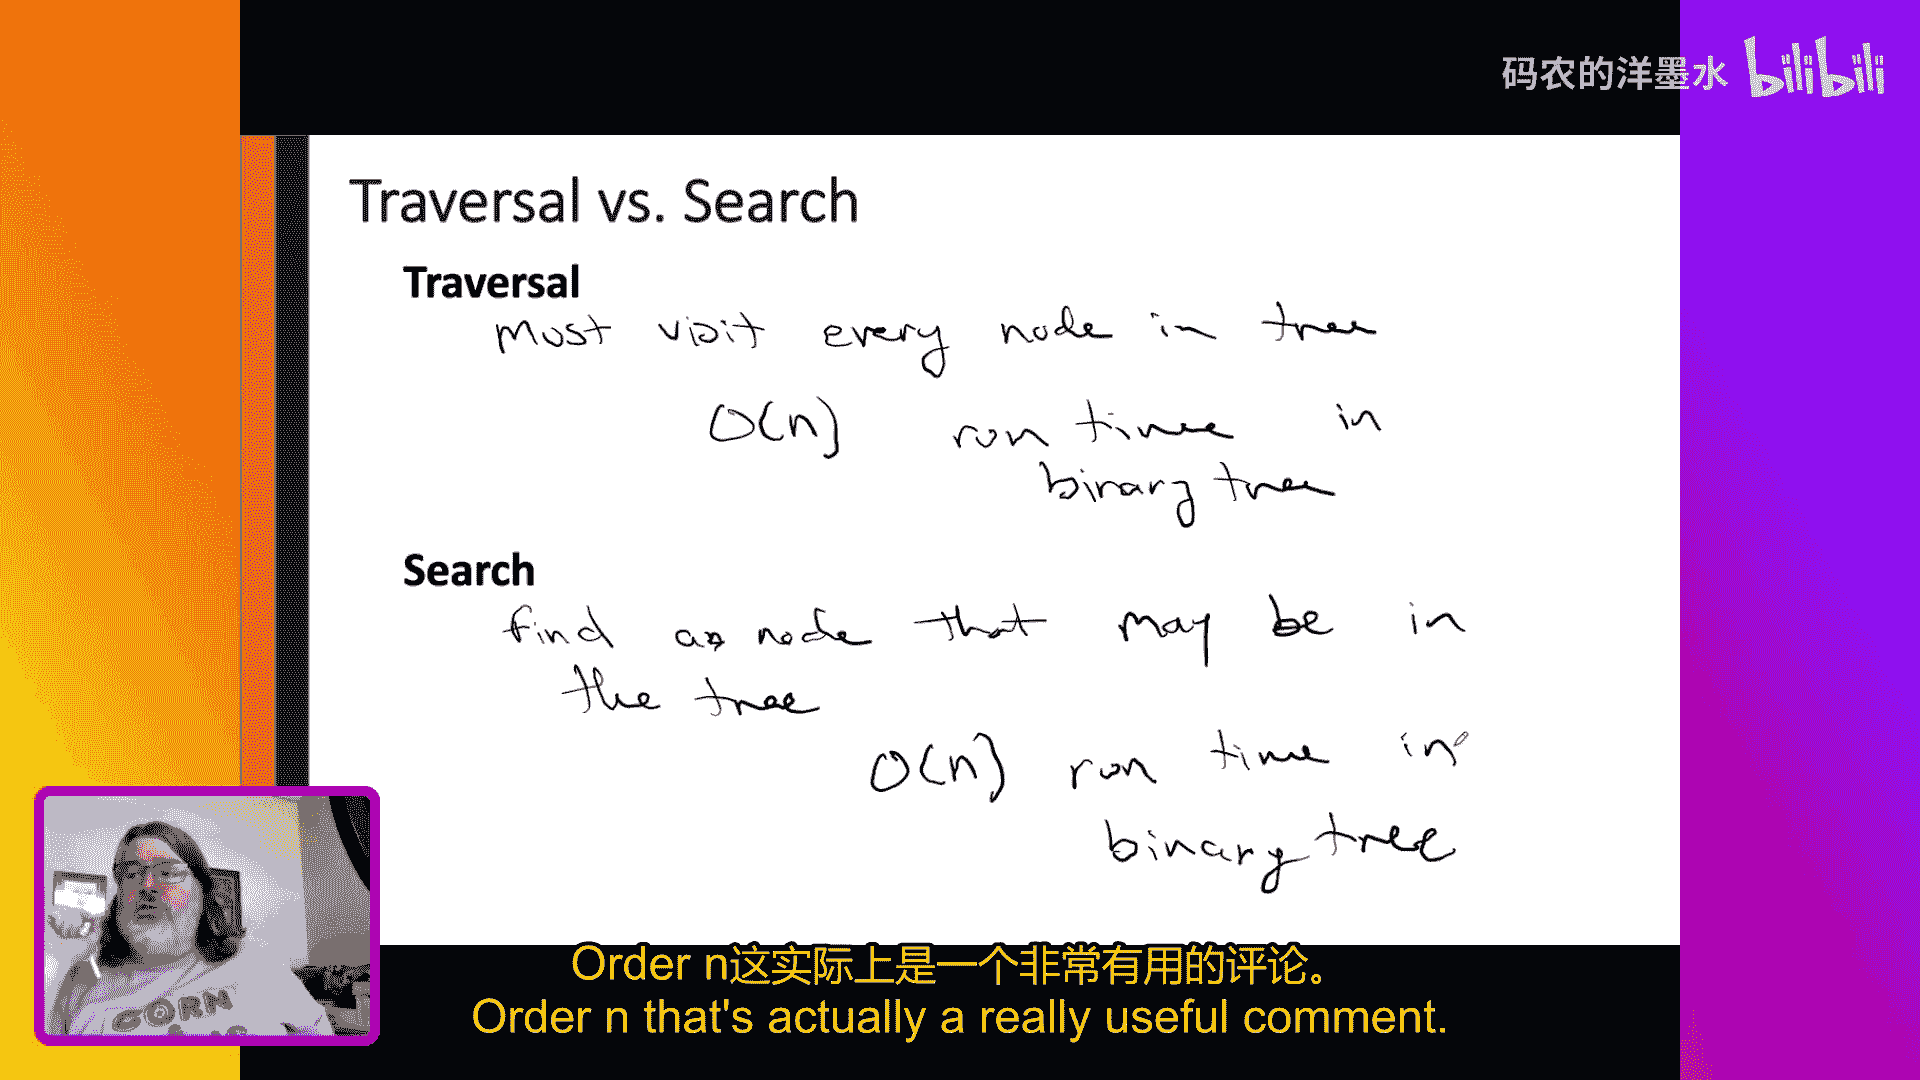 码农的洋墨水 bilibili
Traversal vs. Search
Traversal
Must visit every node in tree
O(n) run time in
binary tree
Search
find a node that may be in
the tree
O(n) run time in
binary tree
CORN
Order n这实际上是一个非常有用的评论。
Order n that's actually a really useful comment.